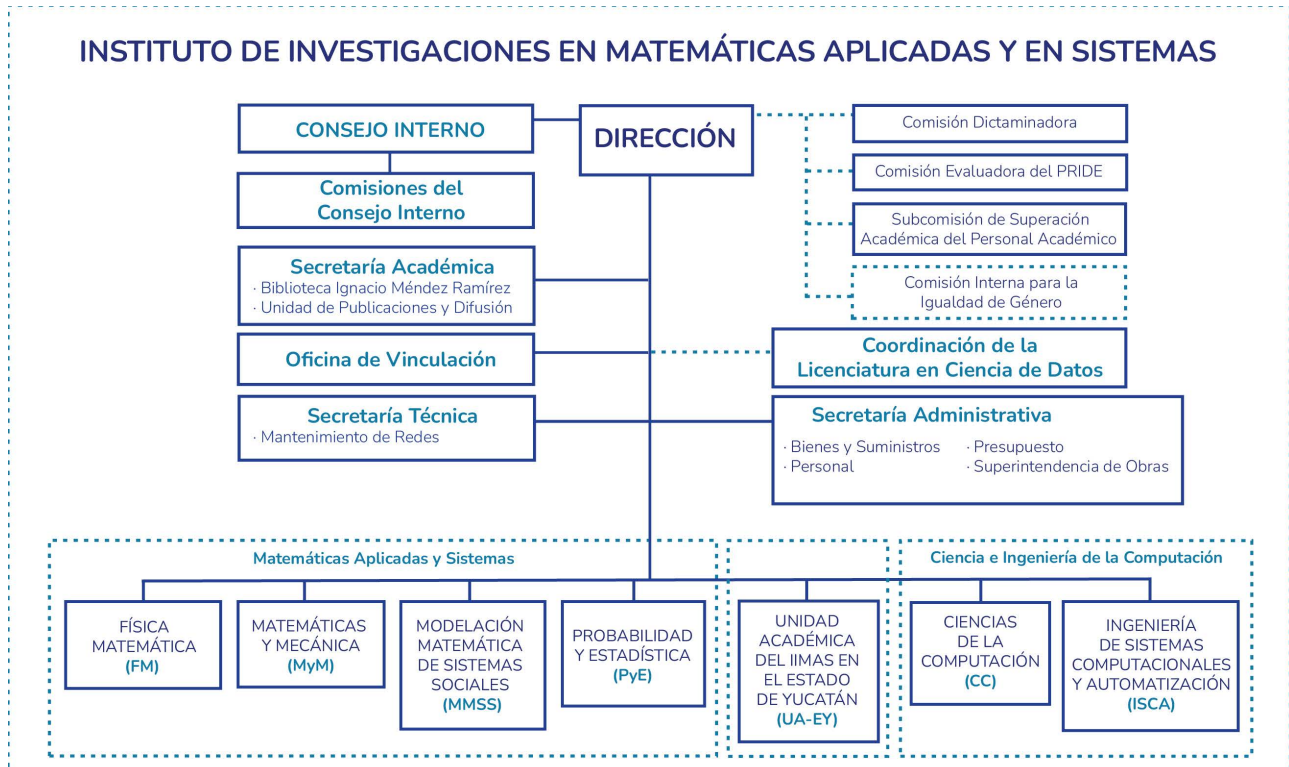 INSTITUTO DE INVESTIGACIONES EN MATEMÁTICAS APLICADAS Y EN SISTEMAS
CONSEJO INTERNO
DIRECCIÓN
Comisiones del
Consejo Interno
Comisión Dictaminadora
Comisión Evaluadora del PRIDE
Subcomisión de Superación
Académica del Personal Académico
Comisión Interna para la
Igualdad de Género
Secretaría Académica
· Biblioteca Ignacio Méndez Ramírez
· Unidad de Publicaciones y Difusión
Oficina de Vinculación
Coordinación de la
Licenciatura en Ciencia de Datos
Secretaría Técnica
· Mantenimiento de Redes
Secretaría Administrativa
· Bienes y Suministros
· Personal
· Presupuesto
· Superintendencia de Obras
Matemáticas Aplicadas y Sistemas
FÍSICA
MATEMÁTICA
(FM)
MATEMÁTICAS
Y MECÁNICA
(MyM)
MODELACIÓN
MATEMÁTICA
DE SISTEMAS
SOCIALES
(MMSS)
PROBABILIDAD
Y ESTADÍSTICA
(PyE)
UNIDAD
ACADÉMICA
DEL IIMAS EN
EL ESTADO
DE YUCATÁN
(UA-EY)
Ciencia e Ingeniería de la Computación
CIENCIAS
DE LA
COMPUTACIÓN
(CC)
INGENIERÍA
DE SISTEMAS
COMPUTACIONALES
Y AUTOMATIZACIÓN
(ISCA)